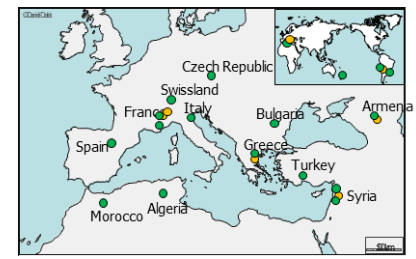 Czech Republic
Swissland
France
Italy
Bulgaria
Armenia
Spain
Greece
Turkey
Syria
Morocco
Algeria